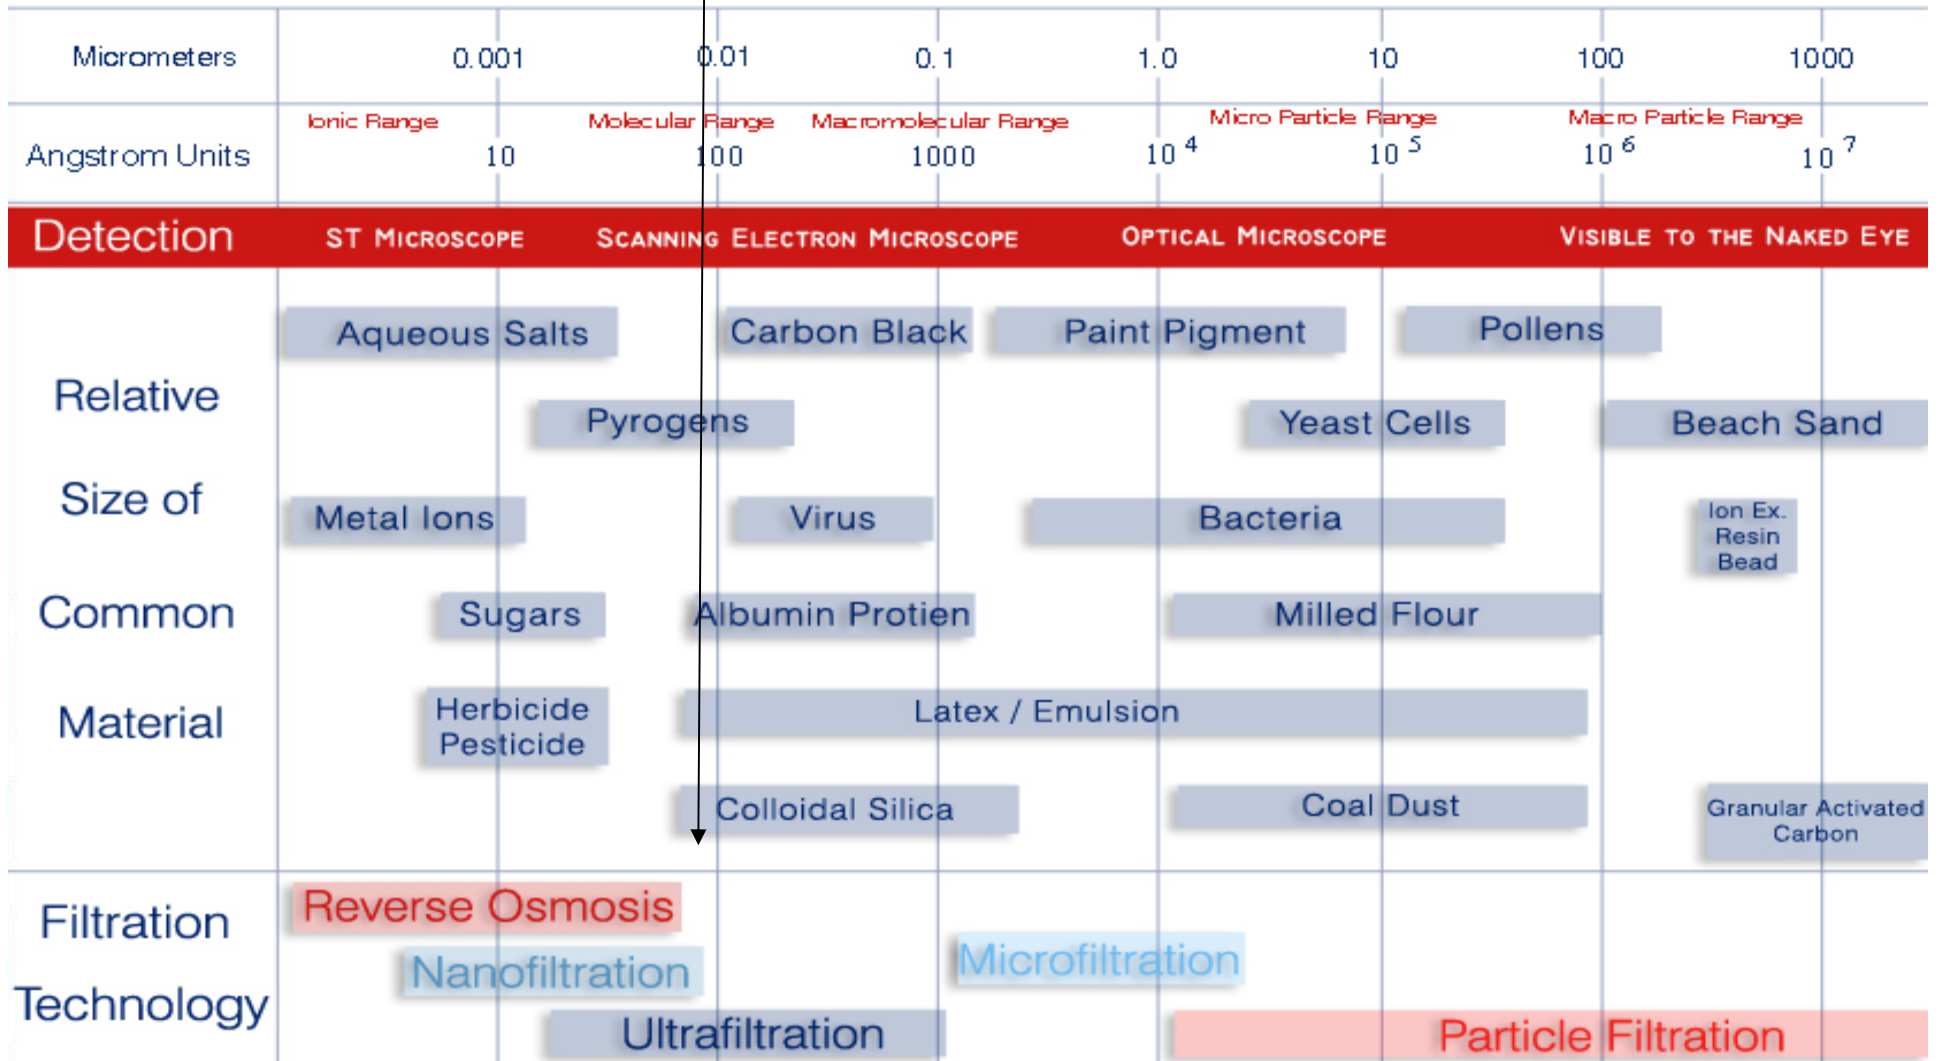 Micrometers 0.001 0.01 0.1 1.0 10 100 1000
Ionic Range Molecular Range Macromolecular Range Micro Particle Range Macro Particle Range
Angstrom Units 10 100 1000 10 4 10 5 10 6 10 7
Detection ST MICROSCOPE SCANNING ELECTRON MICROSCOPE OPTICAL MICROSCOPE VISIBLE TO THE NAKED EYE
Aqueous Salts Carbon Black Paint Pigment Pollens
Relative
Pyrogens Yeast Cells Beach Sand
Size of
Metal Ions Virus Bacteria Ion Ex.
Resin
Bead
Common
Sugars Albumin Protien Milled Flour
Material
Herbicide
Pesticide
Latex / Emulsion
Colloidal Silica Coal Dust Granular Activated
Carbon
Filtration
Technology
Reverse Osmosis
Nanofiltration Microfiltration
Ultrafiltration Particle Filtration